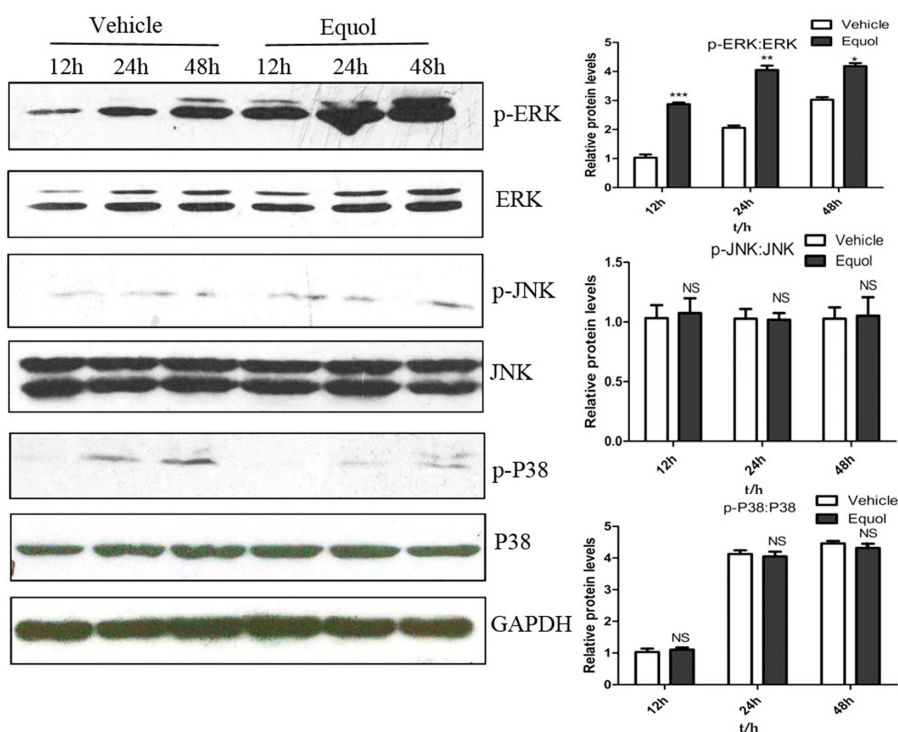 Vehicle Equol
12h 24h 48h 12h 24h 48h
p-ERK
ERK
p-JNK
JNK
p-P38
P38
GAPDH
Vehicle
Equol
p-ERK:ERK
Relative protein levels
5
4
3
2
1
0
*** ** *
12h 24h 48h
t/h
Vehicle
Equol
p-JNK:JNK
Relative protein levels
1.5
1.0
0.5
0.0
NS NS NS
12h 24h 48h
t/h
Vehicle
Equol
p-P38:P38
Relative protein levels
5
4
3
2
1
0
NS NS NS
12h 24h 48h
t/h